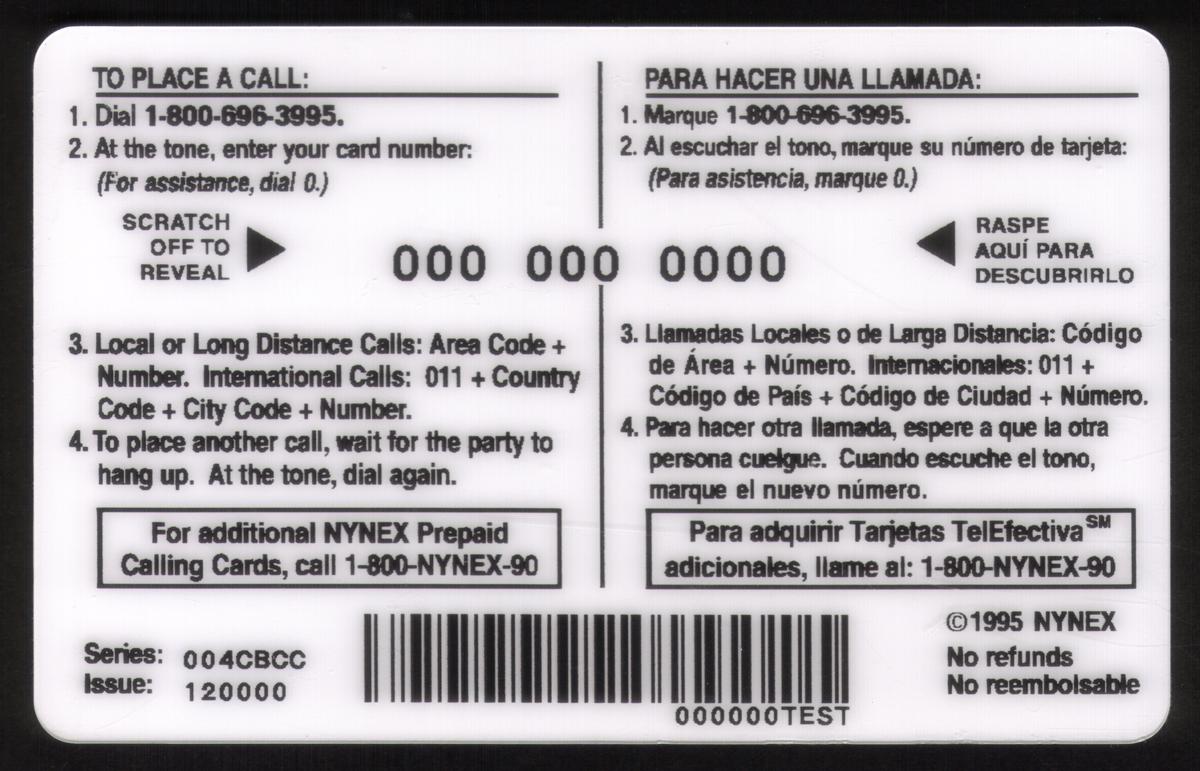 TO PLACE A CALL:
1. Dial 1-800-696-3995.
2. At the tone, enter your card number:
(For assistance, dial 0.)
SCRATCH
OFF TO
REVEAL
PARA HACER UNA LLAMADA:
1. Marque 1-800-696-3995.
2. Al escuchar el tono, marque su número de tarjeta:
(Para asistencia, marque 0.)
000 000 0000
RASPE
AQUÍ PARA
DESCUBRIRLO
3. Local or Long Distance Calls: Area Code +
Number. International Calls: 011 + Country
Code + City Code + Number.
4. To place another call, wait for the party to
hang up. At the tone, dial again.
For additional NYNEX Prepaid
Calling Cards, call 1-800-NYNEX-90
3. Llamadas Locales o de Larga Distancia: Código
de Área + Número. Internacionales: 011 +
Código de País + Código de Ciudad + Número.
4. Para hacer otra llamada, espere a que la otra
persona cuelgue. Cuando escuche el tono,
marque el nuevo número.
Para adquirir Tarjetas TelEfectiva℠
adicionales, llame al: 1-800-NYNEX-90
Series: 004CBCC
Issue: 120000
000000TEST
©1995 NYNEX
No refunds
No reembolsable